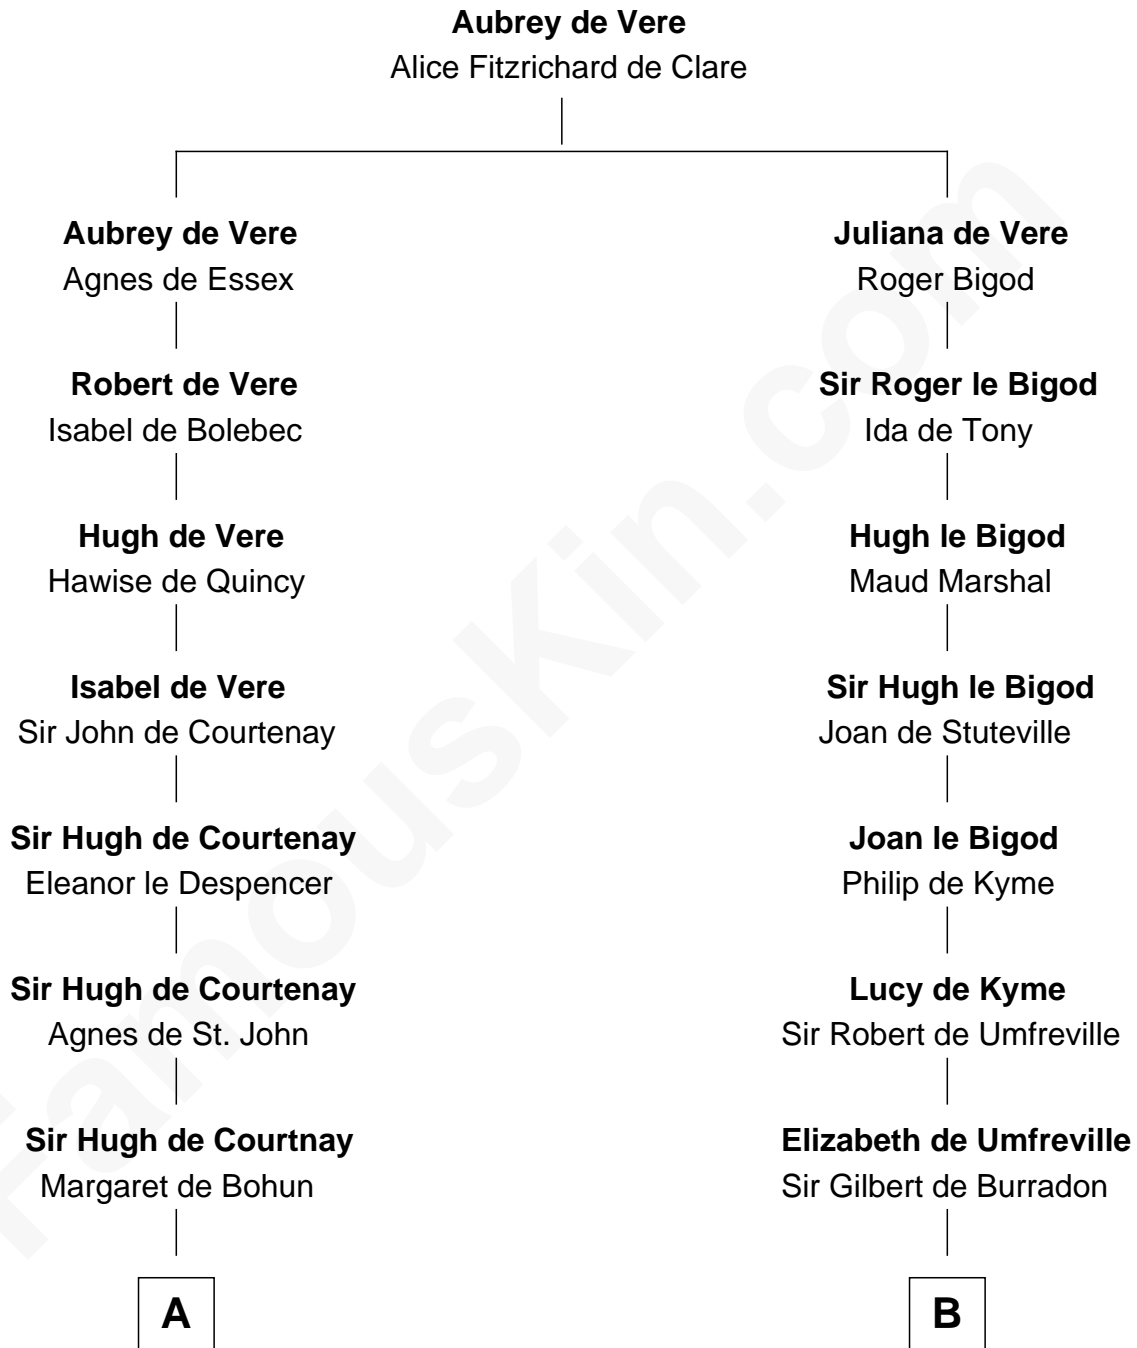 Aubrey de Vere
Alice Fitzrichard de Clare
Aubrey de Vere
Agnes de Essex
Robert de Vere
Isabel de Bolebec
Hugh de Vere
Hawise de Quincy
Isabel de Vere
Sir John de Courtenay
Sir Hugh de Courtenay
Eleanor le Despencer
Sir Hugh de Courtenay
Agnes de St. John
Sir Hugh de Courtnay
Margaret de Bohun
A
Juliana de Vere
Roger Bigod
Sir Roger le Bigod
Ida de Tony
Hugh le Bigod
Maud Marshal
Sir Hugh le Bigod
Joan de Stuteville
Joan le Bigod
Philip de Kyme
Lucy de Kyme
Sir Robert de Umfreville
Elizabeth de Umfreville
Sir Gilbert de Burradon
B
FamousKin.com